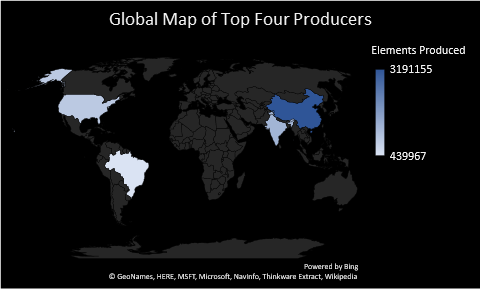 Global Map of Top Four Producers
Elements Produced
3191155
439967
Powered by Bing
© GeoNames, HERE, MSFT, Microsoft, NavInfo, Thinkware Extract, Wikipedia